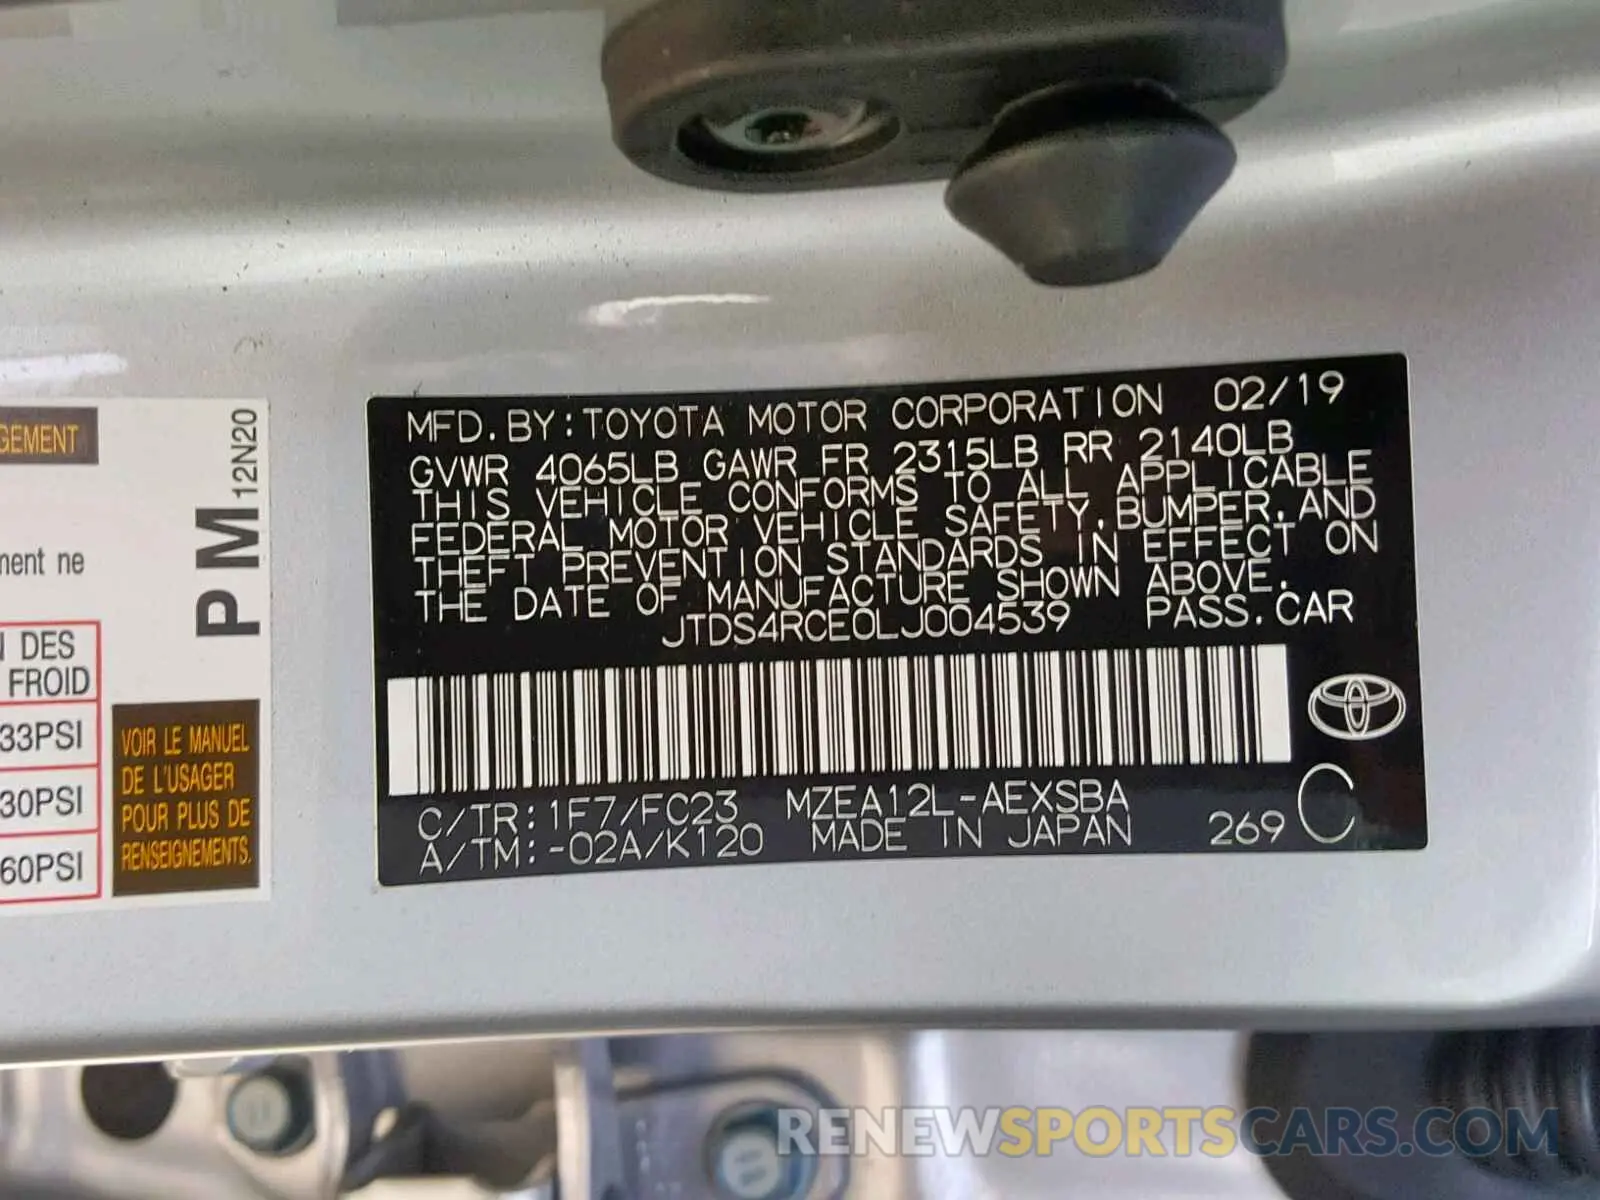 MFD. BY: TOYOTA MOTOR CORPORATION 02/19
GVWR 4065LB GAWR FR 2315LB RR 2140LB
THIS VEHICLE CONFORMS TO ALL APPLICABLE
FEDERAL MOTOR VEHICLE SAFETY, BUMPER, AND
THEFT PREVENTION STANDARDS IN EFFECT ON
THE DATE OF MANUFACTURE SHOWN ABOVE.
JTDS4RCE0LJ004539 PASS. CAR
C/TR: 1F7/FC23 MZEA12L-AEXSBA
A/TM: -02A/K120 MADE IN JAPAN 269 C
GEMENT
ment ne
PM 12N20
N DES
FROID
33PSI
30PSI
60PSI
VOIR LE MANUEL
DE L'USAGER
POUR PLUS DE
RENSEIGNEMENTS.
RENEWSPORTSCARS.COM